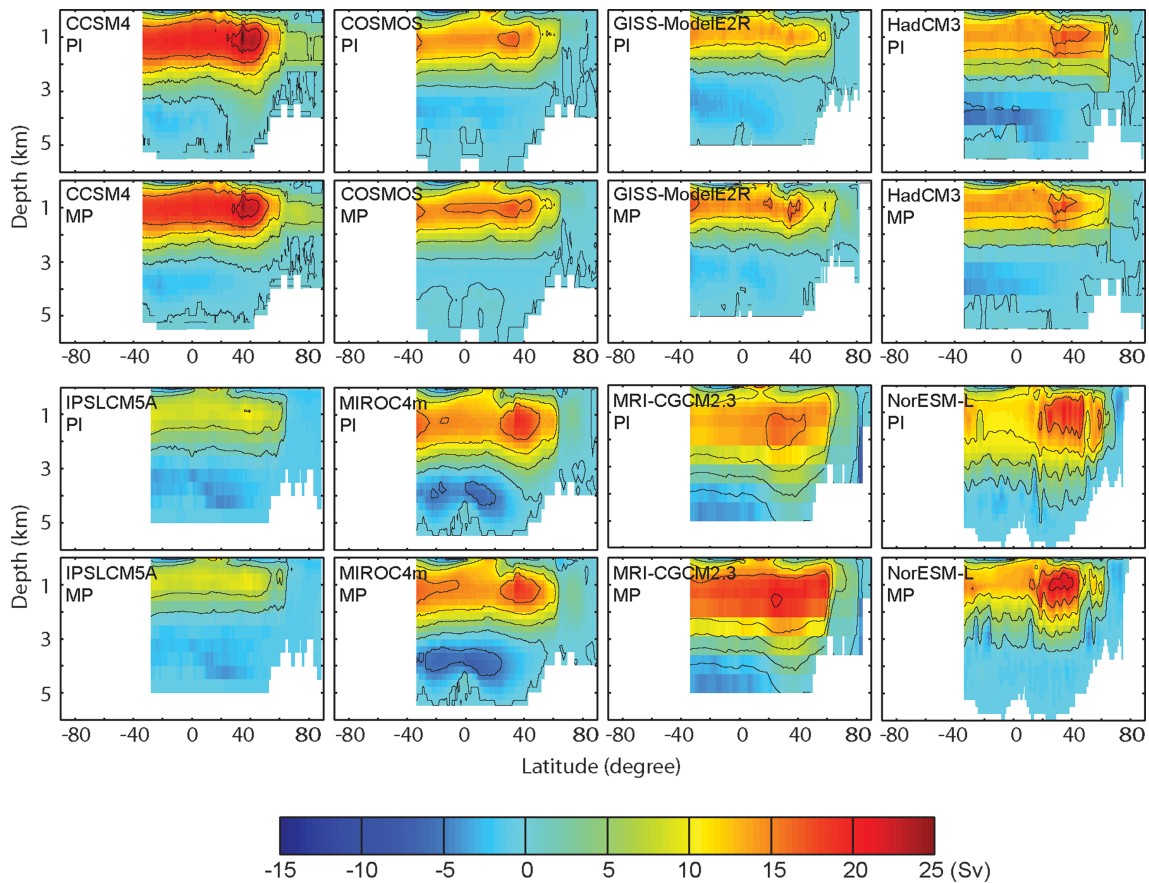 CCSM4 COSMOS GISS-ModelE2R HadCM3
PI PI PI PI
1
3
5
Depth (km)
CCSM4 COSMOS GISS-ModelE2R HadCM3
MP MP MP MP
1
3
5
-80 -40 0 40 80 -80 -40 0 40 80 -80 -40 0 40 80 -80 -40 0 40 80
IPSLCM5A MIROC4m MRI-CGCM2.3 NorESM-L
PI PI PI PI
1
3
5
Depth (km)
IPSLCM5A MIROC4m MRI-CGCM2.3 NorESM-L
MP MP MP MP
1
3
5
-80 -40 0 40 80 -80 -40 0 40 80 -80 -40 0 40 80 -80 -40 0 40 80
Latitude (degree)
-15 -10 -5 0 5 10 15 20 25 (Sv)